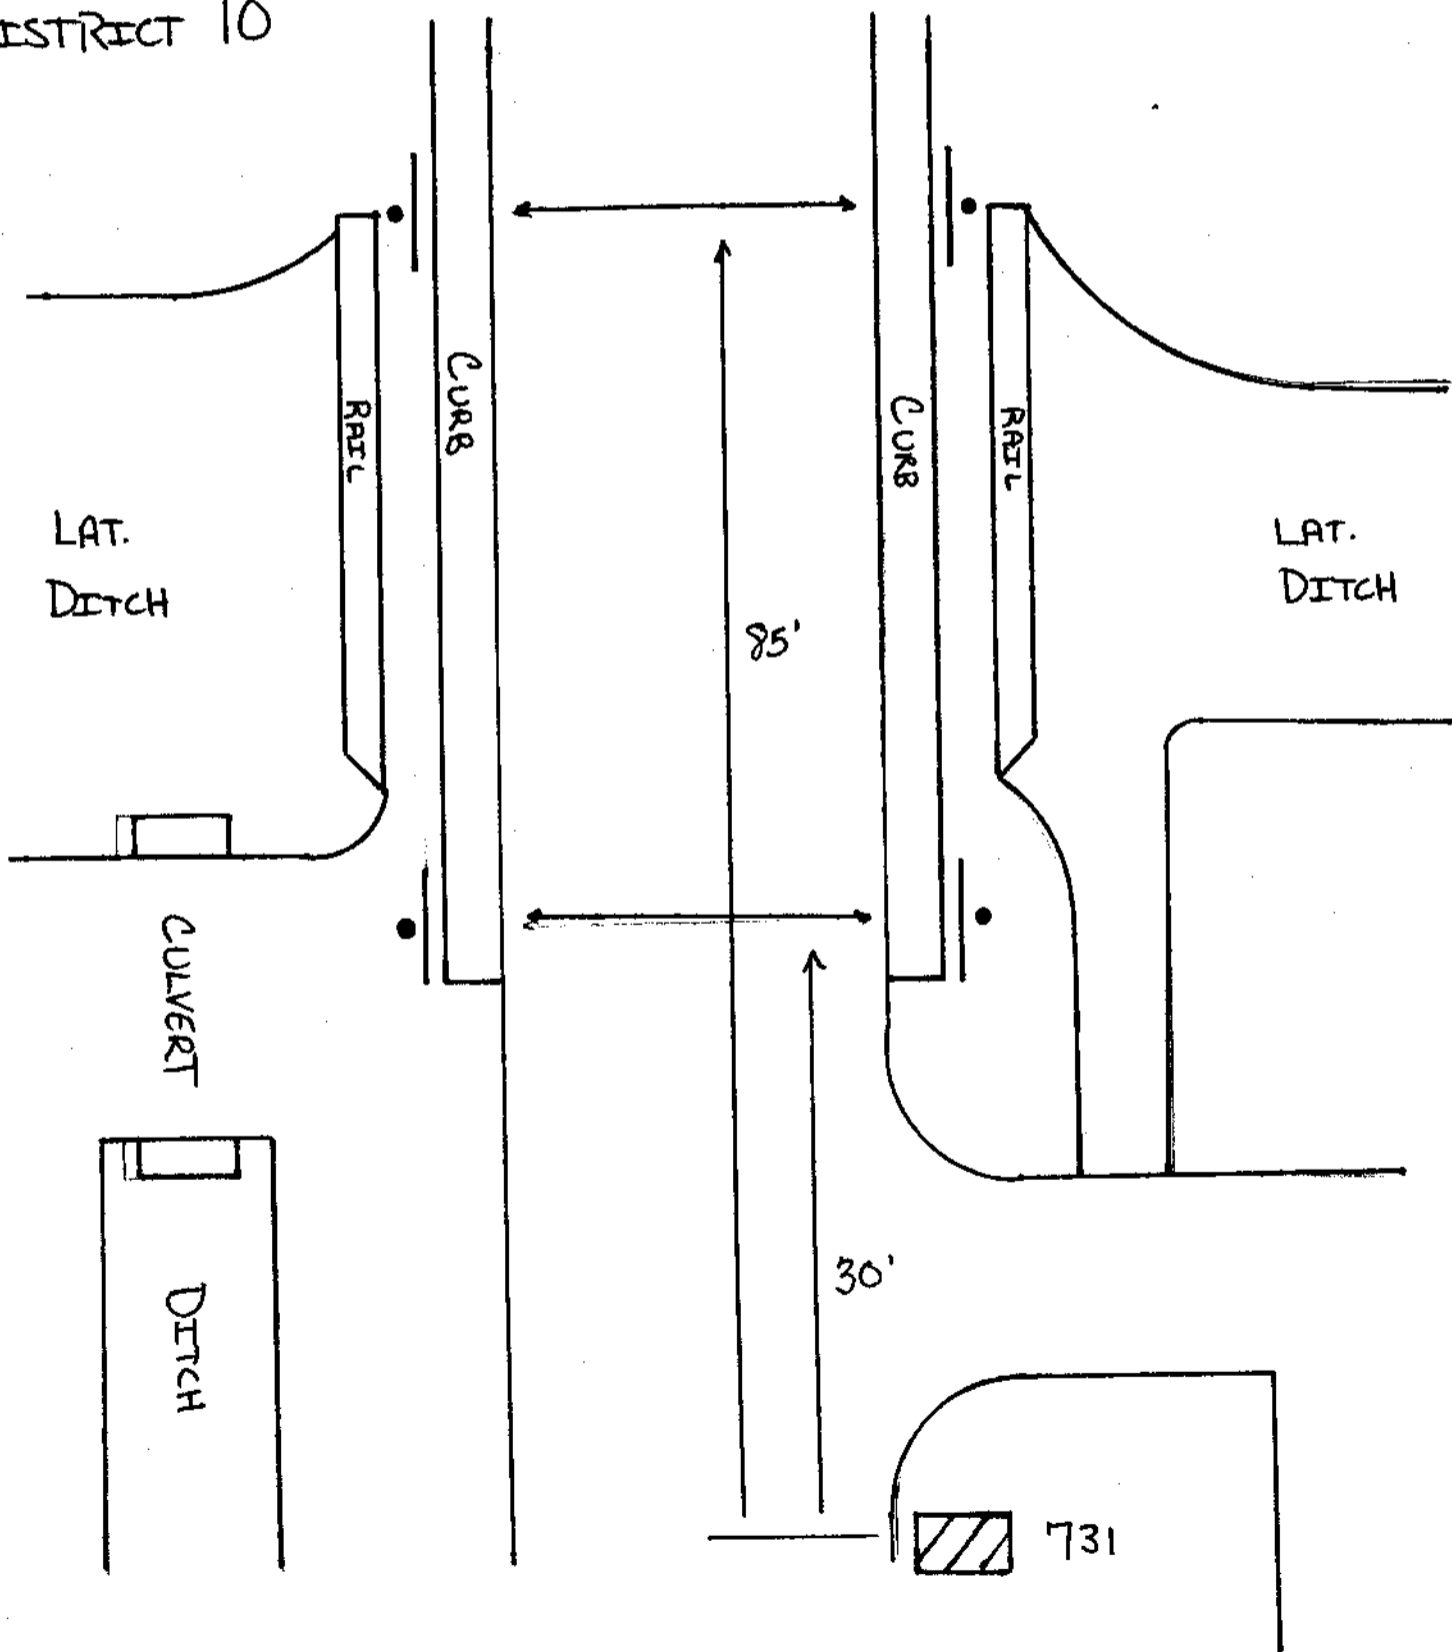 ISTRICT 10
CURB
RAIL
CURB
RAIL
LAT.
DITCH
LAT.
DITCH
85'
CULVERT
30'
DITCH
731